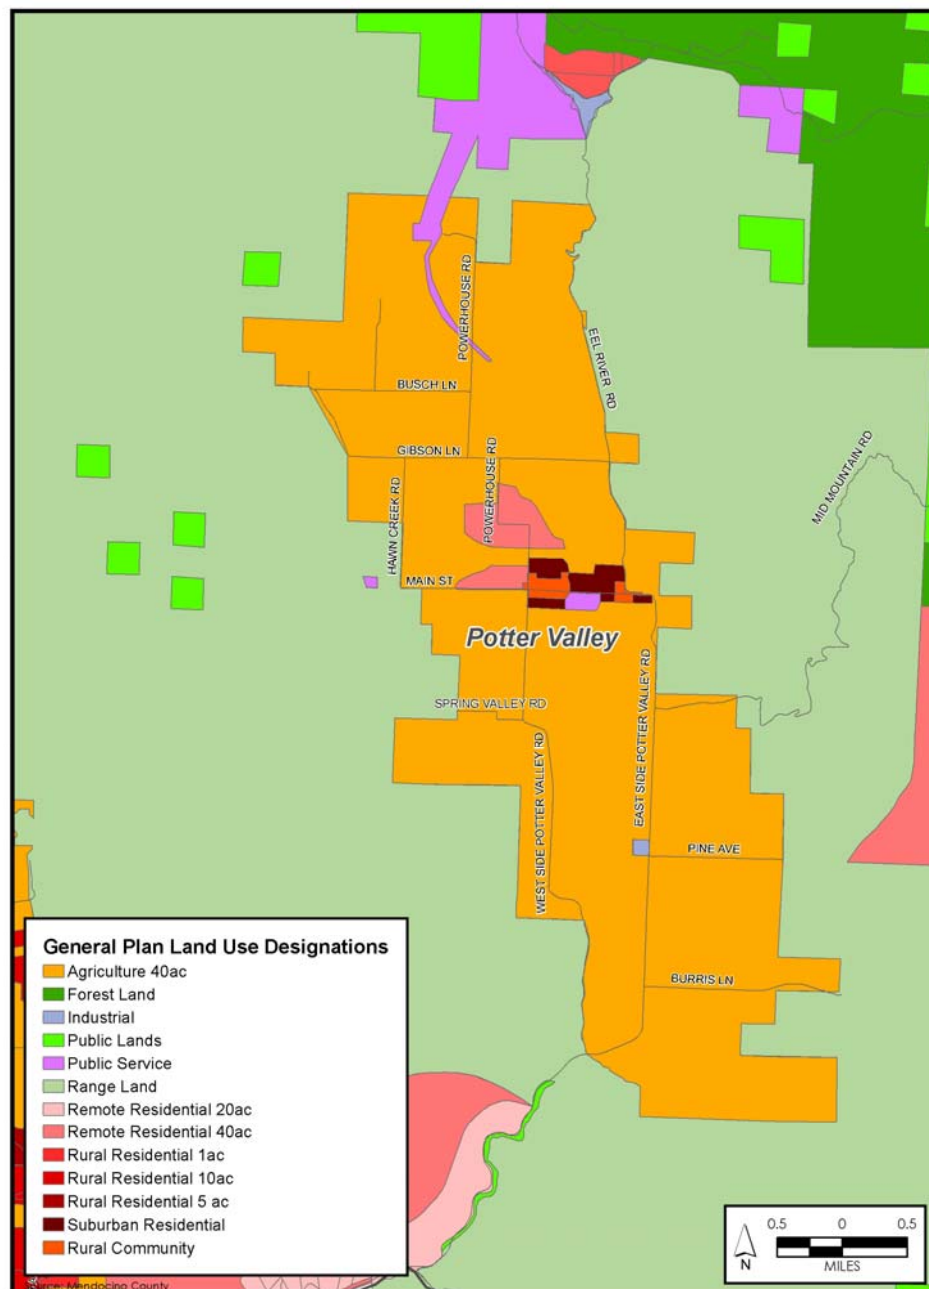 POWERHOUSE RD
EEL RIVER RD
BUSCH LN
GIBSON LN
MID MOUNTAIN RD
POWERHOUSE RD
HAWN CREEK RD
MAIN ST
Potter Valley
SPRING VALLEY RD
EAST SIDE POTTER VALLEY RD
WEST SIDE POTTER VALLEY RD
PINE AVE
BURRIS LN
General Plan Land Use Designations
Agriculture 40ac
Forest Land
Industrial
Public Lands
Public Service
Range Land
Remote Residential 20ac
Remote Residential 40ac
Rural Residential 1ac
Rural Residential 10ac
Rural Residential 5 ac
Suburban Residential
Rural Community
Source: Mendocino County
0.5 0 0.5
MILES
N